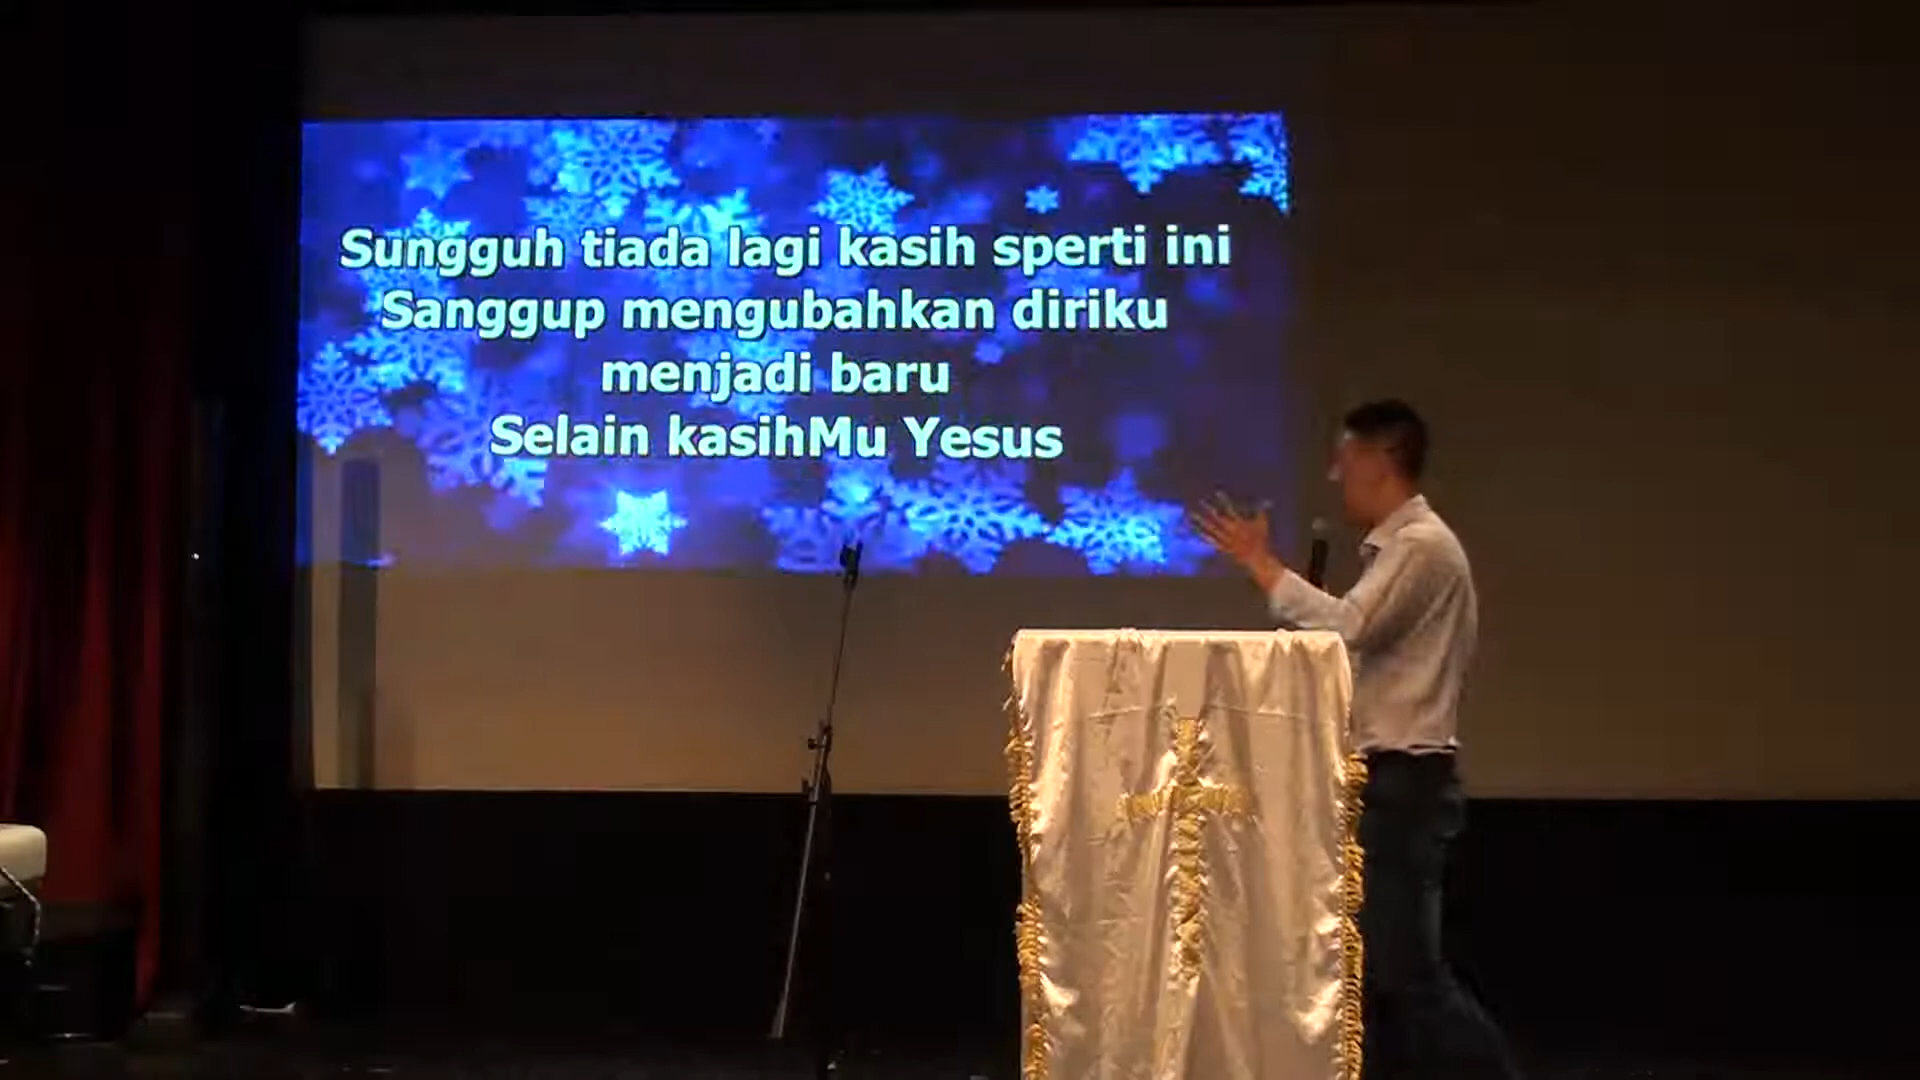 Sungguh tiada lagi kasih sperti ini
Sanggup mengubahkan diriku
menjadi baru
Selain kasihMu Yesus